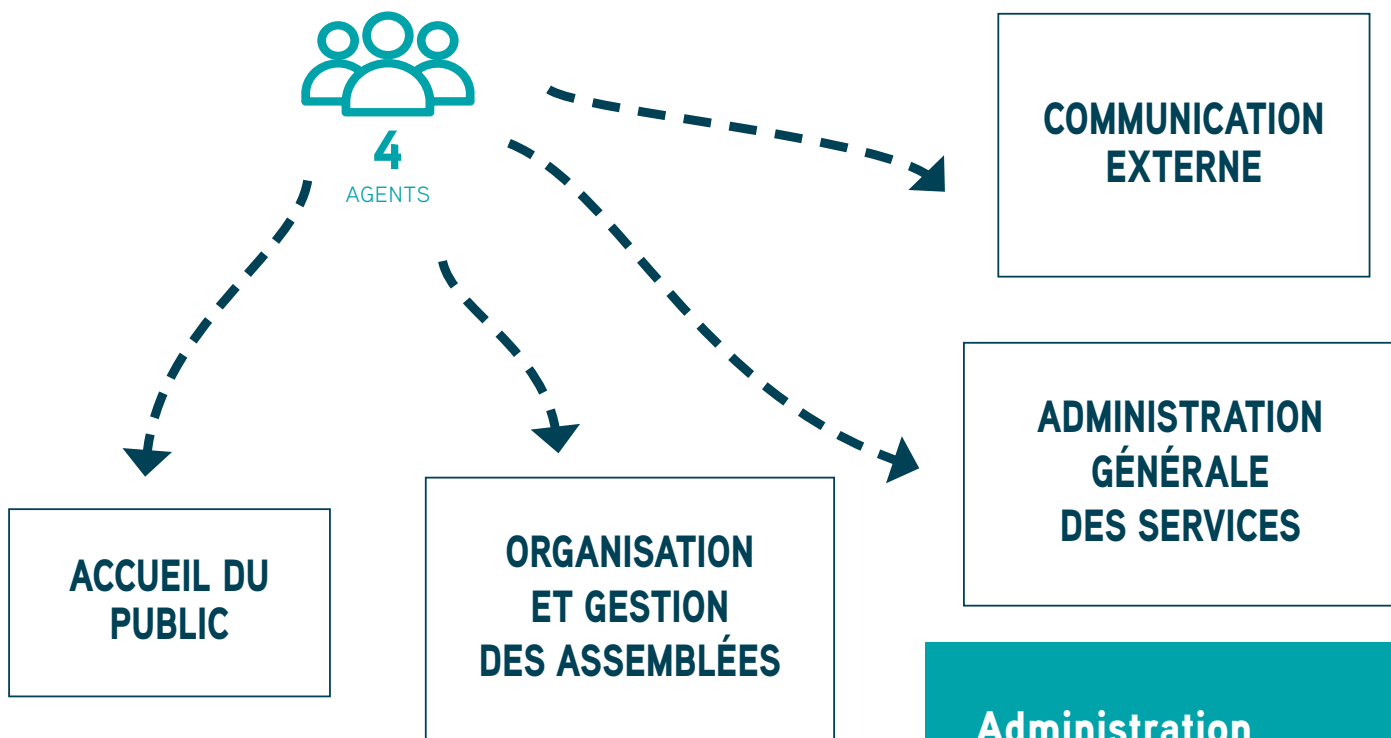 4
AGENTS
COMMUNICATION
EXTERNE
ADMINISTRATION
GÉNÉRALE
DES SERVICES
ACCUEIL DU
PUBLIC
ORGANISATION
ET GESTION
DES ASSEMBLÉES
Administration